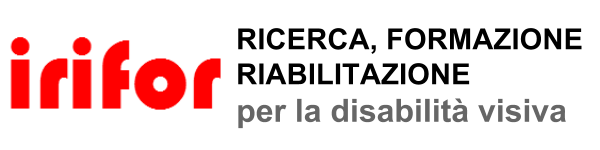 irifor
RICERCA, FORMAZIONE
RIABILITAZIONE
per la disabilità visiva